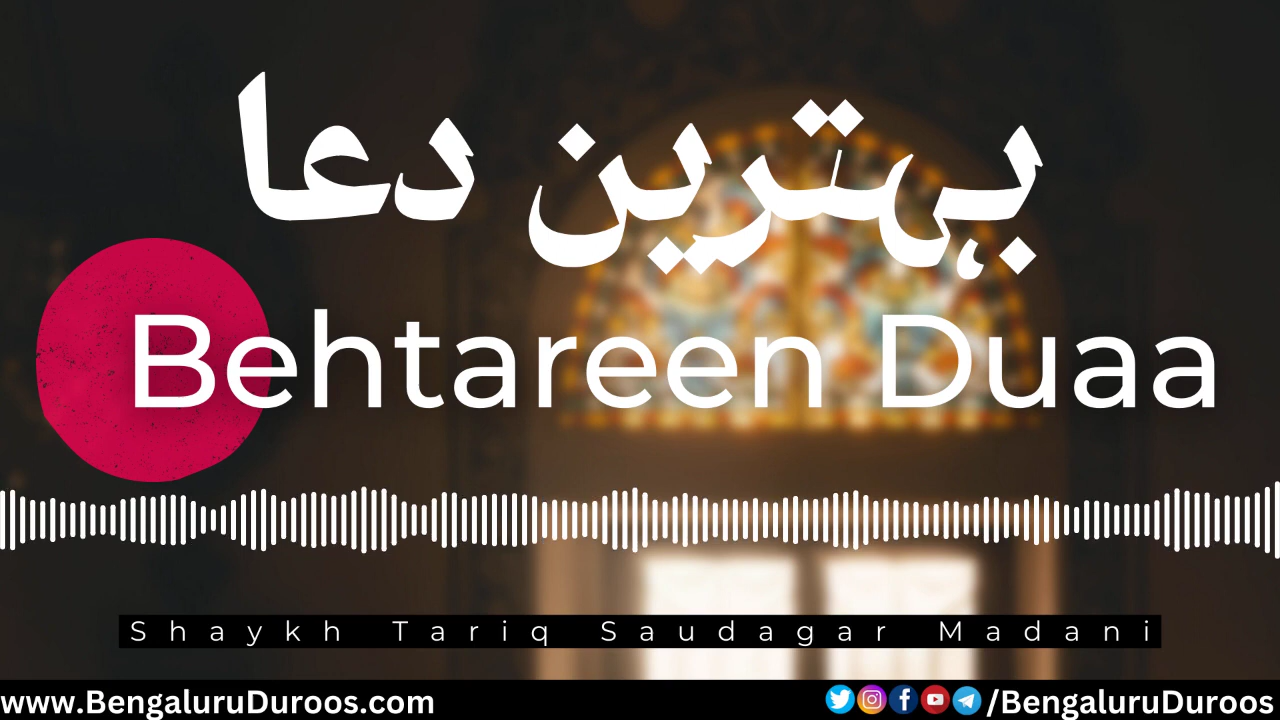 بہترین دعا
Behtareen Duaa
Shaykh Tariq Saudagar Madani
www.BengaluruDuroos.com
/BengaluruDuroos